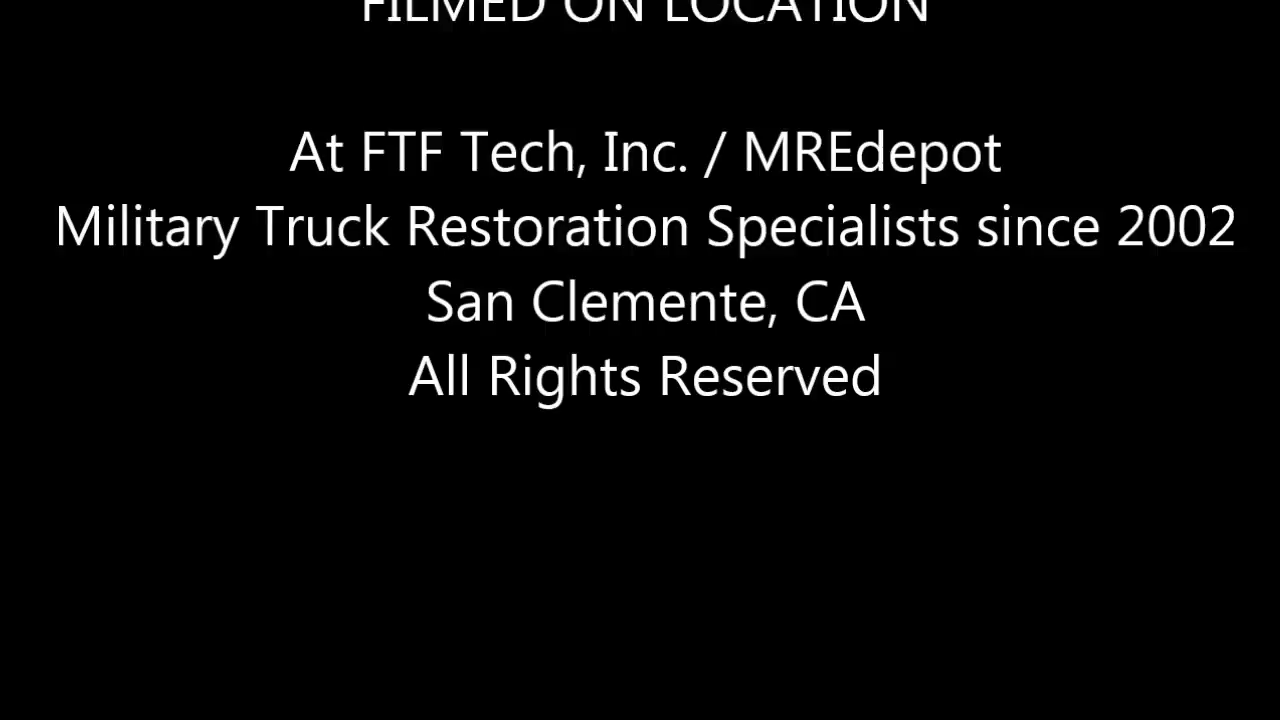 FILMED ON LOCATION
At FTF Tech, Inc. / MREdepot
Military Truck Restoration Specialists since 2002
San Clemente, CA
All Rights Reserved